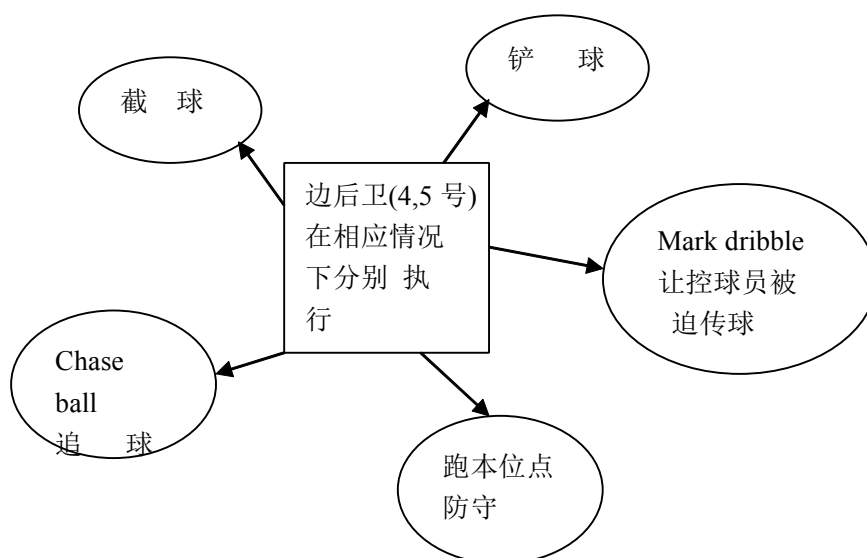 铲 球
截 球
边后卫(4,5 号)
在相应情况
下分别 执
行
Mark dribble
让控球员被
迫传球
Chase
ball
追 球
跑本位点
防守